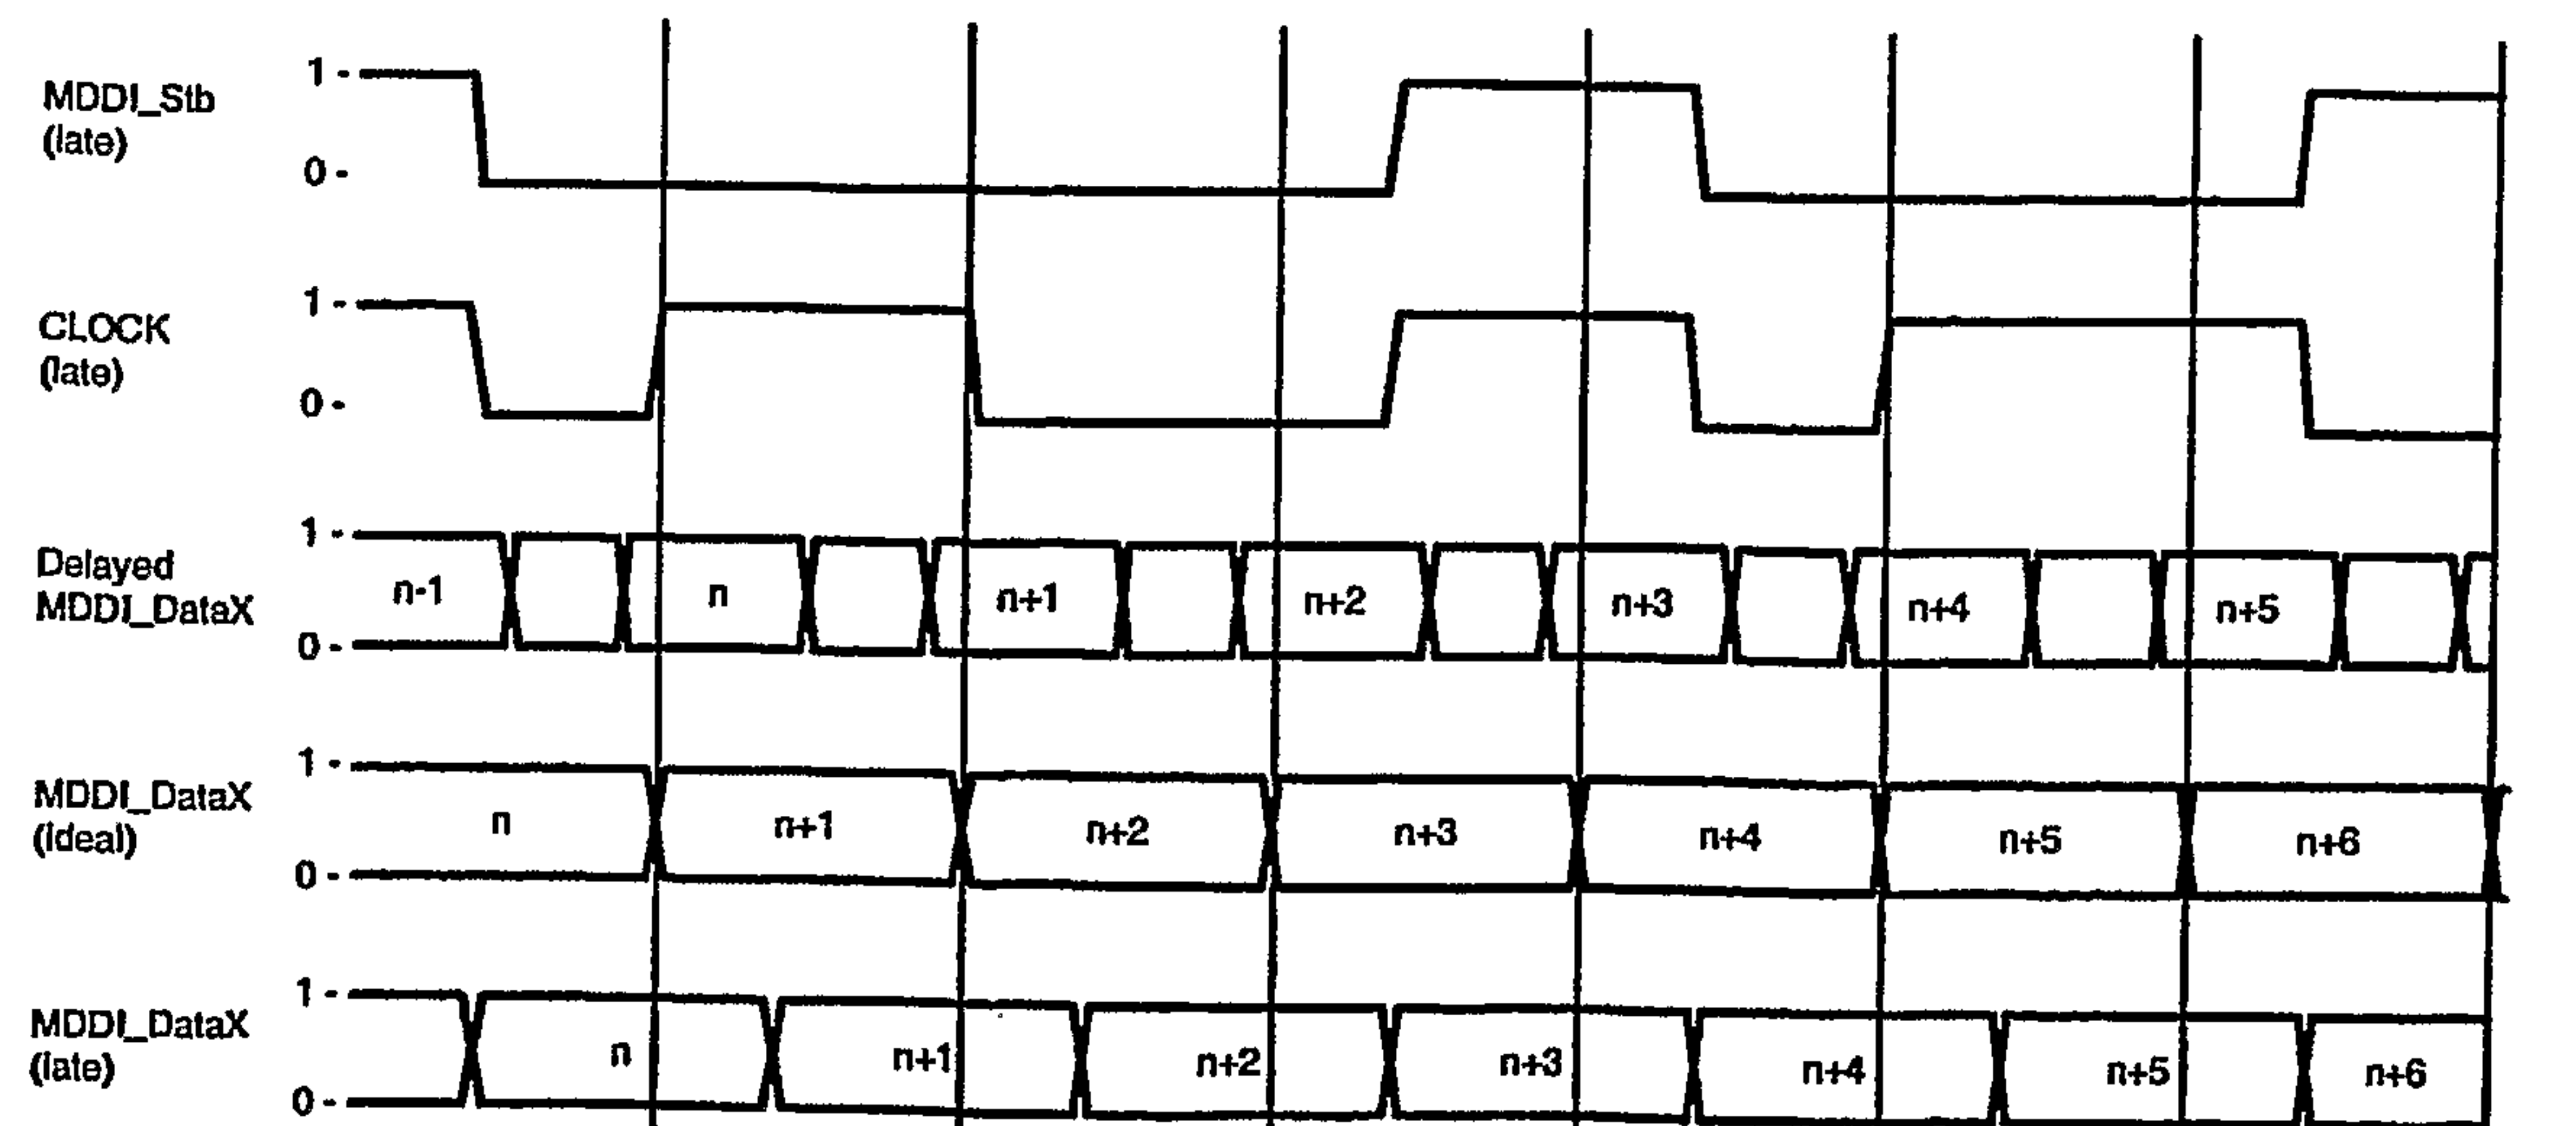 1 -
MDDI_Stb
(late)
0 -
1 -
CLOCK
(late)
0 -
1 -
Delayed
MDDI_DataX
n-1 n n+1 n+2 n+3 n+4 n+5
0 -
1 -
MDDI_DataX
(ideal)
n n+1 n+2 n+3 n+4 n+5 n+6
0 -
1 -
MDDI_DataX
(late)
n n+1 n+2 n+3 n+4 n+5 n+6
0 -